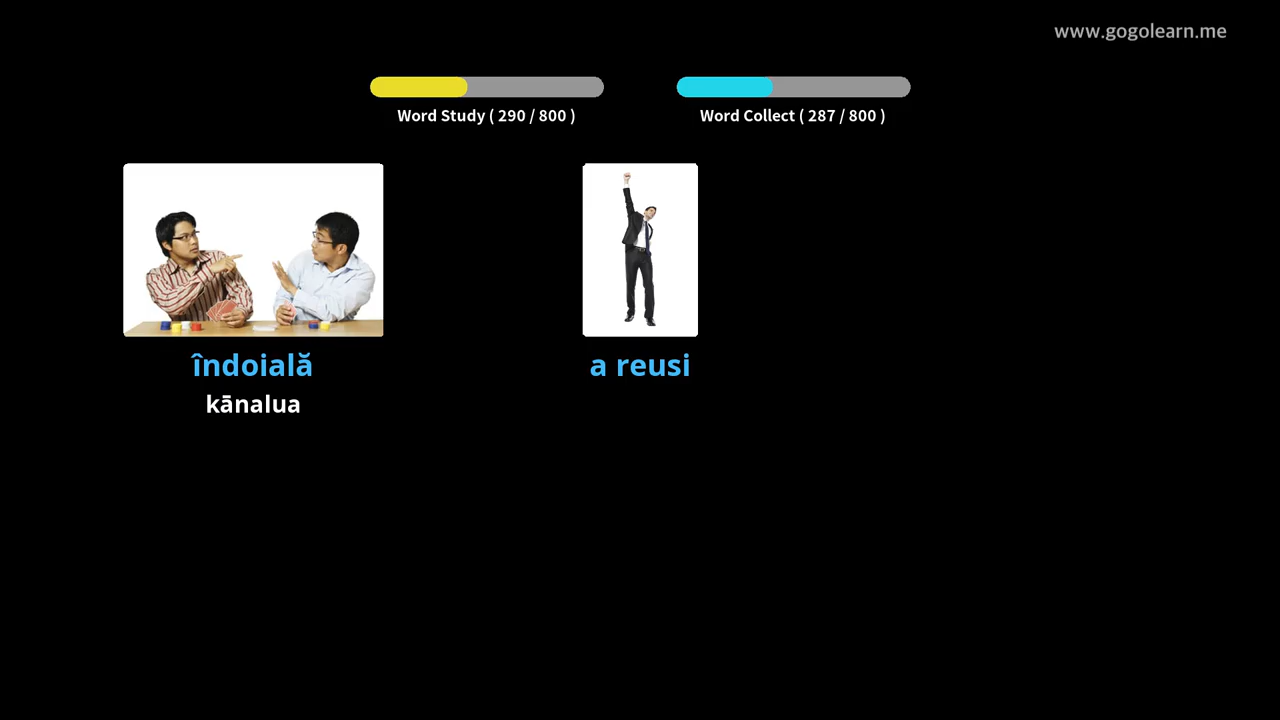 www.gogolearn.me
Word Study ( 290 / 800 )
Word Collect ( 287 / 800 )
îndoială
kānalua
a reusi